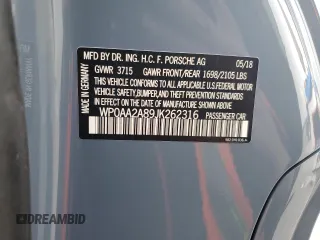 MFD BY DR. ING. H.C. F. PORSCHE AG 05/18
GVWR 3715 GAWR FRONT/REAR 1698/2105 LBS
THIS VEHICLE CONFORMS TO ALL APPLICABLE U.S. FEDERAL MOTOR
VEHICLE SAFETY, BUMPER, AND THEFT PREVENTION STANDARDS IN
EFFECT ON THE DATE OF MANUFACTURE SHOWN ABOVE.
WP0AA2A89JK262316 PASSENGER CAR
MADE IN GERMANY
DREAMBID